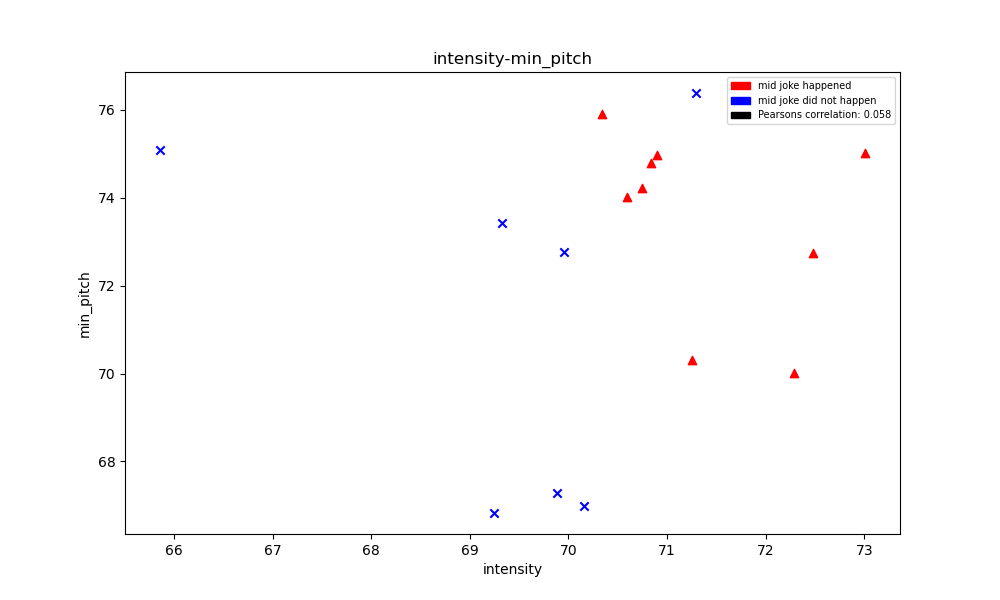 intensity-min_pitch
mid joke happened
mid joke did not happen
Pearsons correlation: 0.058
76
74
72
70
68
min_pitch
66 67 68 69 70 71 72 73
intensity